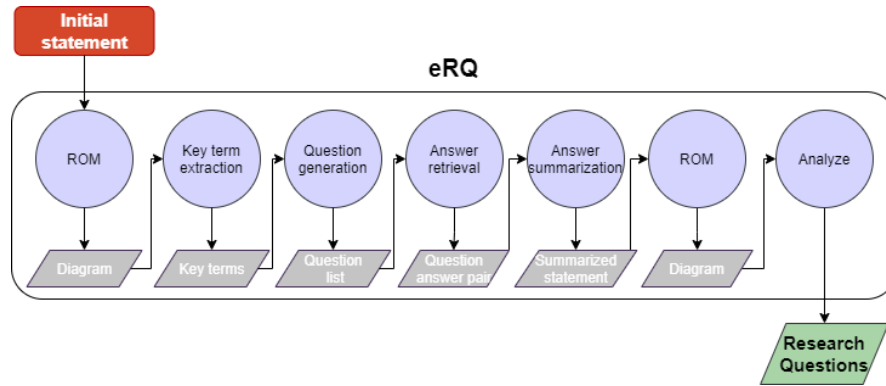 Initial
statement
eRQ
ROM
Key term
extraction
Question
generation
Answer
retrieval
Answer
summarization
ROM
Analyze
Diagram
Key terms
Question
list
Question
answer pair
Summarized
statement
Diagram
Research
Questions